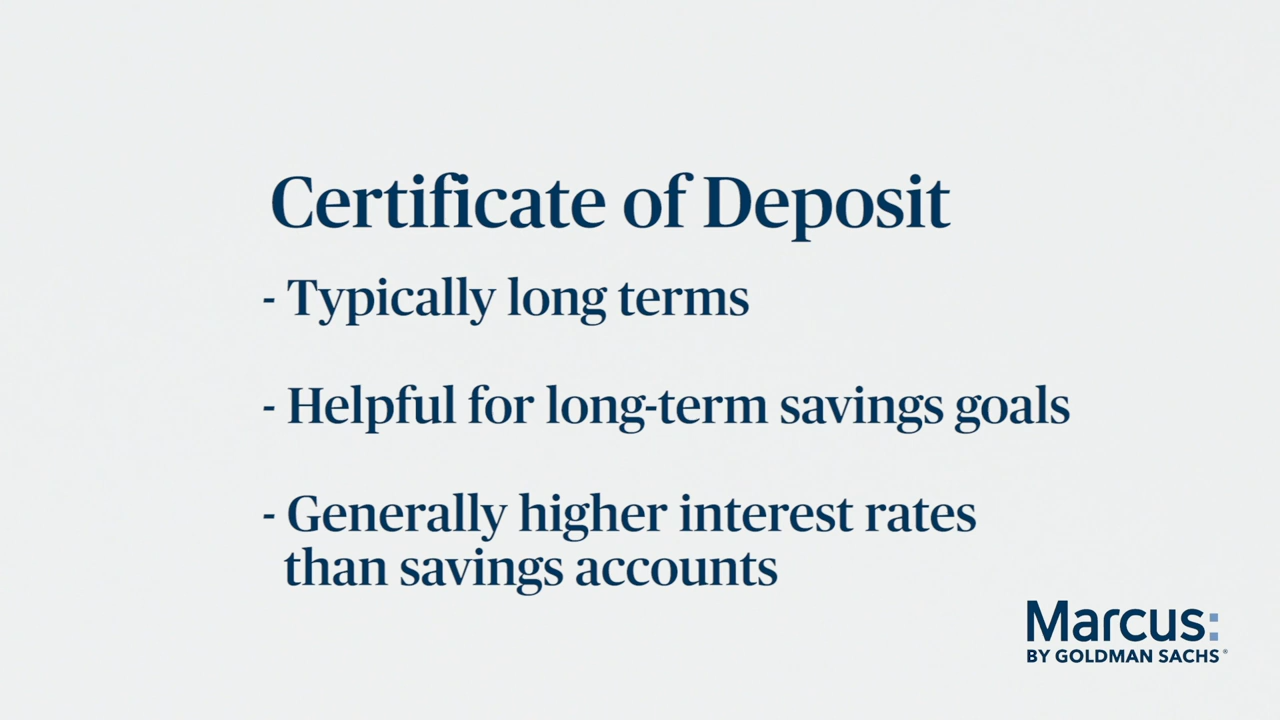 Certificate of Deposit
- Typically long terms
- Helpful for long-term savings goals
- Generally higher interest rates
than savings accounts
Marcus:
BY GOLDMAN SACHS®